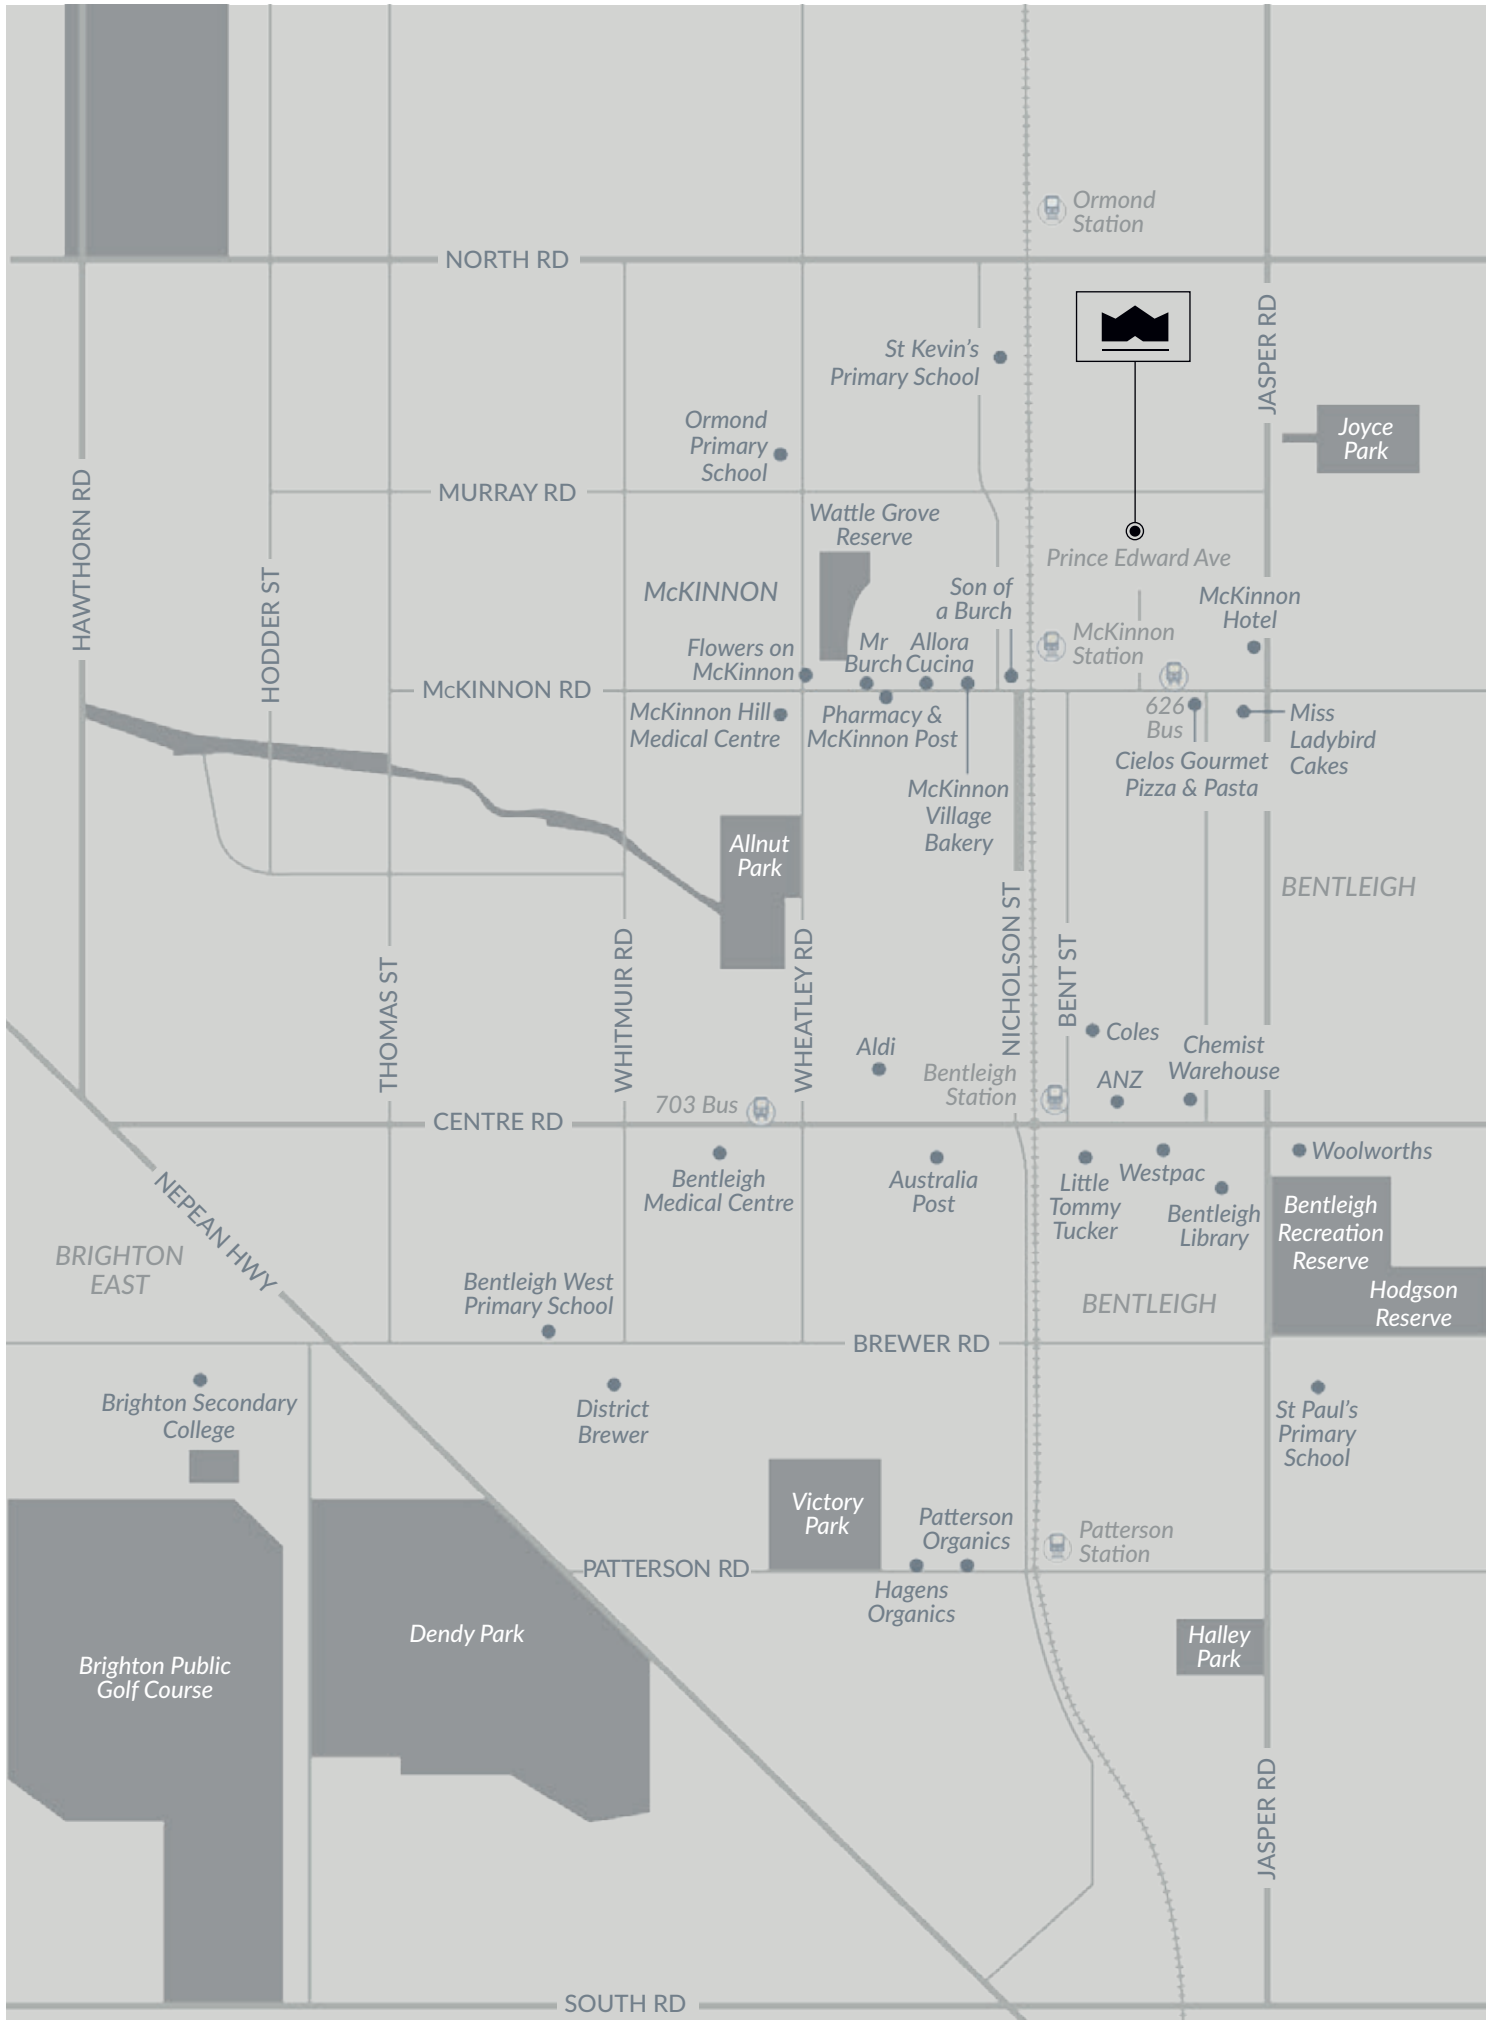 Ormond
Station
NORTH RD
JASPER RD
St Kevin's
Primary School
Ormond
Primary
School
Joyce
Park
HAWTHORN RD
MURRAY RD
Wattle Grove
Reserve
Prince Edward Ave
HODDER ST
McKINNON
Son of
a Burch
McKinnon
Hotel
McKinnon
Station
Flowers on
McKinnon
Mr
Burch
Allora
Cucina
McKINNON RD
McKinnon Hill
Medical Centre
Pharmacy &
McKinnon Post
626
Bus
Miss
Ladybird
Cakes
Cielos Gourmet
Pizza & Pasta
McKinnon
Village
Bakery
Allnut
Park
BENTLEIGH
THOMAS ST
WHITMUIR RD
WHEATLEY RD
NICHOLSON ST
BENT ST
Coles
Aldi
Chemist
Warehouse
Bentleigh
Station
ANZ
703 Bus
CENTRE RD
Woolworths
Bentleigh
Medical Centre
Australia
Post
Little
Tommy
Tucker
Westpac
Bentleigh
Library
Bentleigh
Recreation
Reserve
NEPEAN HWY
BRIGHTON
EAST
Bentleigh West
Primary School
BENTLEIGH
Hodgson
Reserve
BREWER RD
Brighton Secondary
College
District
Brewer
St Paul's
Primary
School
Victory
Park
Patterson
Organics
Patterson
Station
PATTERSON RD
Hagens
Organics
Dendy Park
Halley
Park
Brighton Public
Golf Course
JASPER RD
SOUTH RD